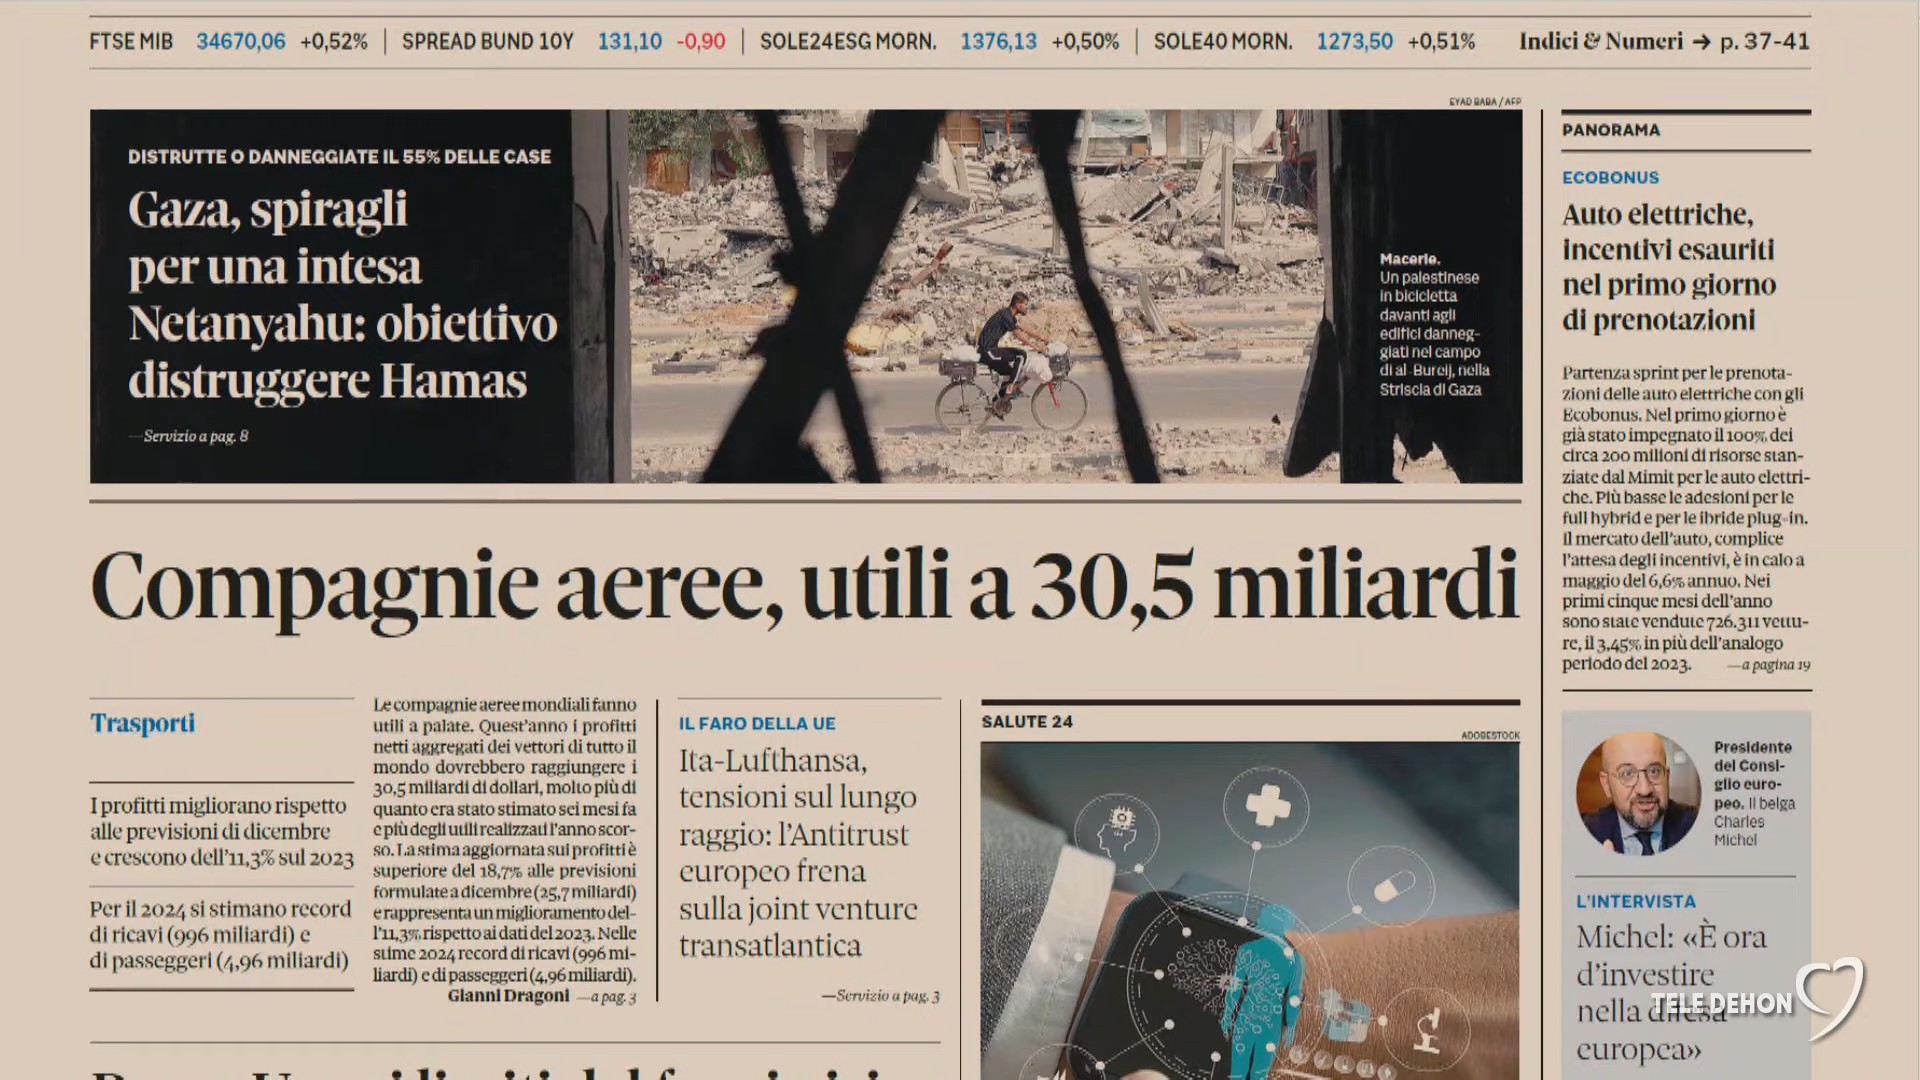 FTSE MIB 34670,06 +0,52% | SPREAD BUND 10Y 131,10 -0,90 | SOLE24ESG MORN. 1376,13 +0,50% | SOLE40 MORN. 1273,50 +0,51% Indici & Numeri → p. 37-41
EYAD BABA / AFP
DISTRUTTE O DANNEGGIATE IL 55% DELLE CASE
Gaza, spiragli
per una intesa
Netanyahu: obiettivo
distruggere Hamas
—Servizio a pag. 8
Macerie.
Un palestinese
in bicicletta
davanti agli
edifici danneg-
giati nel campo
di al-Bureij, nella
Striscia di Gaza
Compagnie aeree, utili a 30,5 miliardi
Trasporti
I profitti migliorano rispetto
alle previsioni di dicembre
e crescono dell'11,3% sul 2023
Per il 2024 si stimano record
di ricavi (996 miliardi) e
di passeggeri (4,96 miliardi)
Le compagnie aeree mondiali fanno
utili a palate. Quest'anno i profitti
netti aggregati dei vettori di tutto il
mondo dovrebbero raggiungere i
30,5 miliardi di dollari, molto più di
quanto era stato stimato sei mesi fa
e più degli utili realizzati l'anno scor-
so. La stima aggiornata sui profitti è
superiore del 18,7% alle previsioni
formulate a dicembre (25,7 miliardi)
e rappresenta un miglioramento del-
l'11,3% rispetto ai dati del 2023. Nelle
stime 2024 record di ricavi (996 mi-
liardi) e di passeggeri (4,96 miliardi).
Gianni Dragoni —a pag. 3
IL FARO DELLA UE
Ita-Lufthansa,
tensioni sul lungo
raggio: l'Antitrust
europeo frena
sulla joint venture
transatlantica
—Servizio a pag. 3
SALUTE 24
ADOBESTOCK
PANORAMA
ECOBONUS
Auto elettriche,
incentivi esauriti
nel primo giorno
di prenotazioni
Partenza sprint per le prenota-
zioni delle auto elettriche con gli
Ecobonus. Nel primo giorno è
già stato impegnato il 100% dei
circa 200 milioni di risorse stan-
ziate dal Mimit per le auto elettri-
che. Più basse le adesioni per le
full hybrid e per le ibride plug-in.
Il mercato dell'auto, complice
l'attesa degli incentivi, è in calo a
maggio del 6,6% annuo. Nei
primi cinque mesi dell'anno
sono state vendute 726.311 vettu-
re, il 3,45% in più dell'analogo
periodo del 2023. —a pagina 19
Presidente
del Consi-
glio euro-
peo. Il belga
Charles
Michel
L'INTERVISTA
Michel: «È ora
d'investire
nella difesa
europea»
TELE DEHON